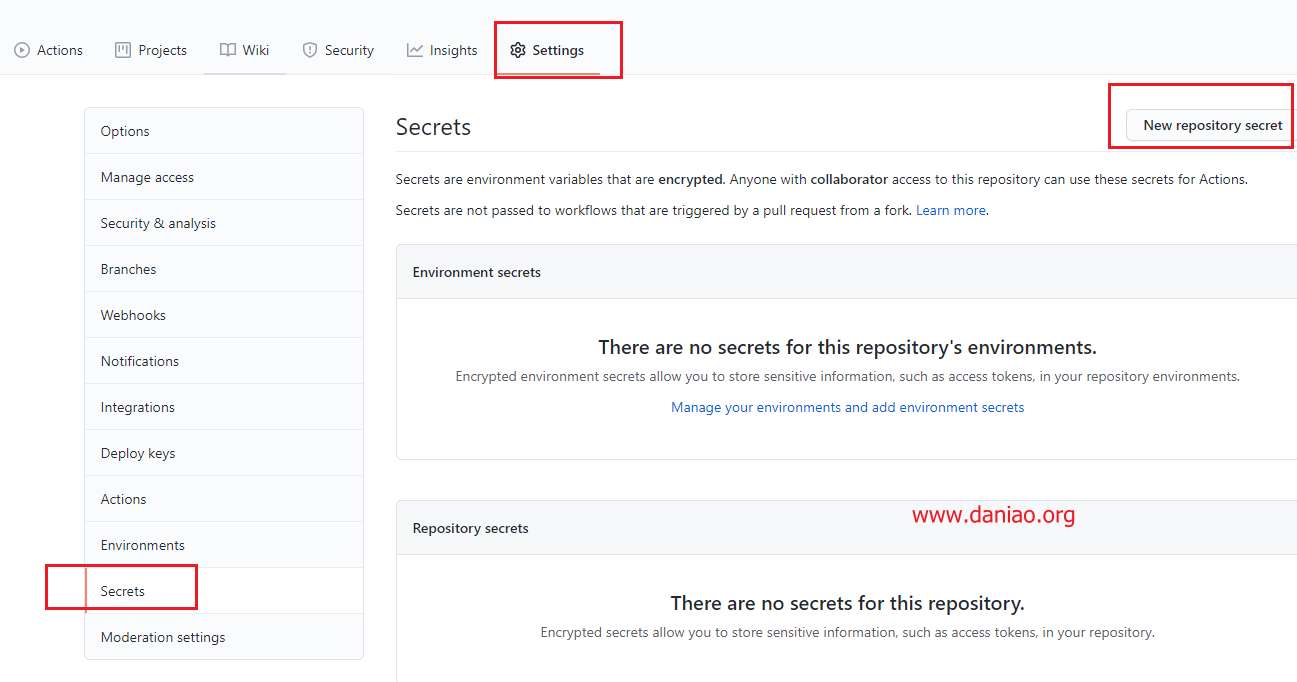 Actions Projects Wiki Security Insights Settings
Options
Manage access
Security & analysis
Branches
Webhooks
Notifications
Integrations
Deploy keys
Actions
Environments
Secrets
Moderation settings
Secrets
New repository secret
Secrets are environment variables that are encrypted. Anyone with collaborator access to this repository can use these secrets for Actions.
Secrets are not passed to workflows that are triggered by a pull request from a fork. Learn more.
Environment secrets
There are no secrets for this repository's environments.
Encrypted environment secrets allow you to store sensitive information, such as access tokens, in your repository environments.
Manage your environments and add environment secrets
www.daniao.org
Repository secrets
There are no secrets for this repository.
Encrypted secrets allow you to store sensitive information, such as access tokens, in your repository.